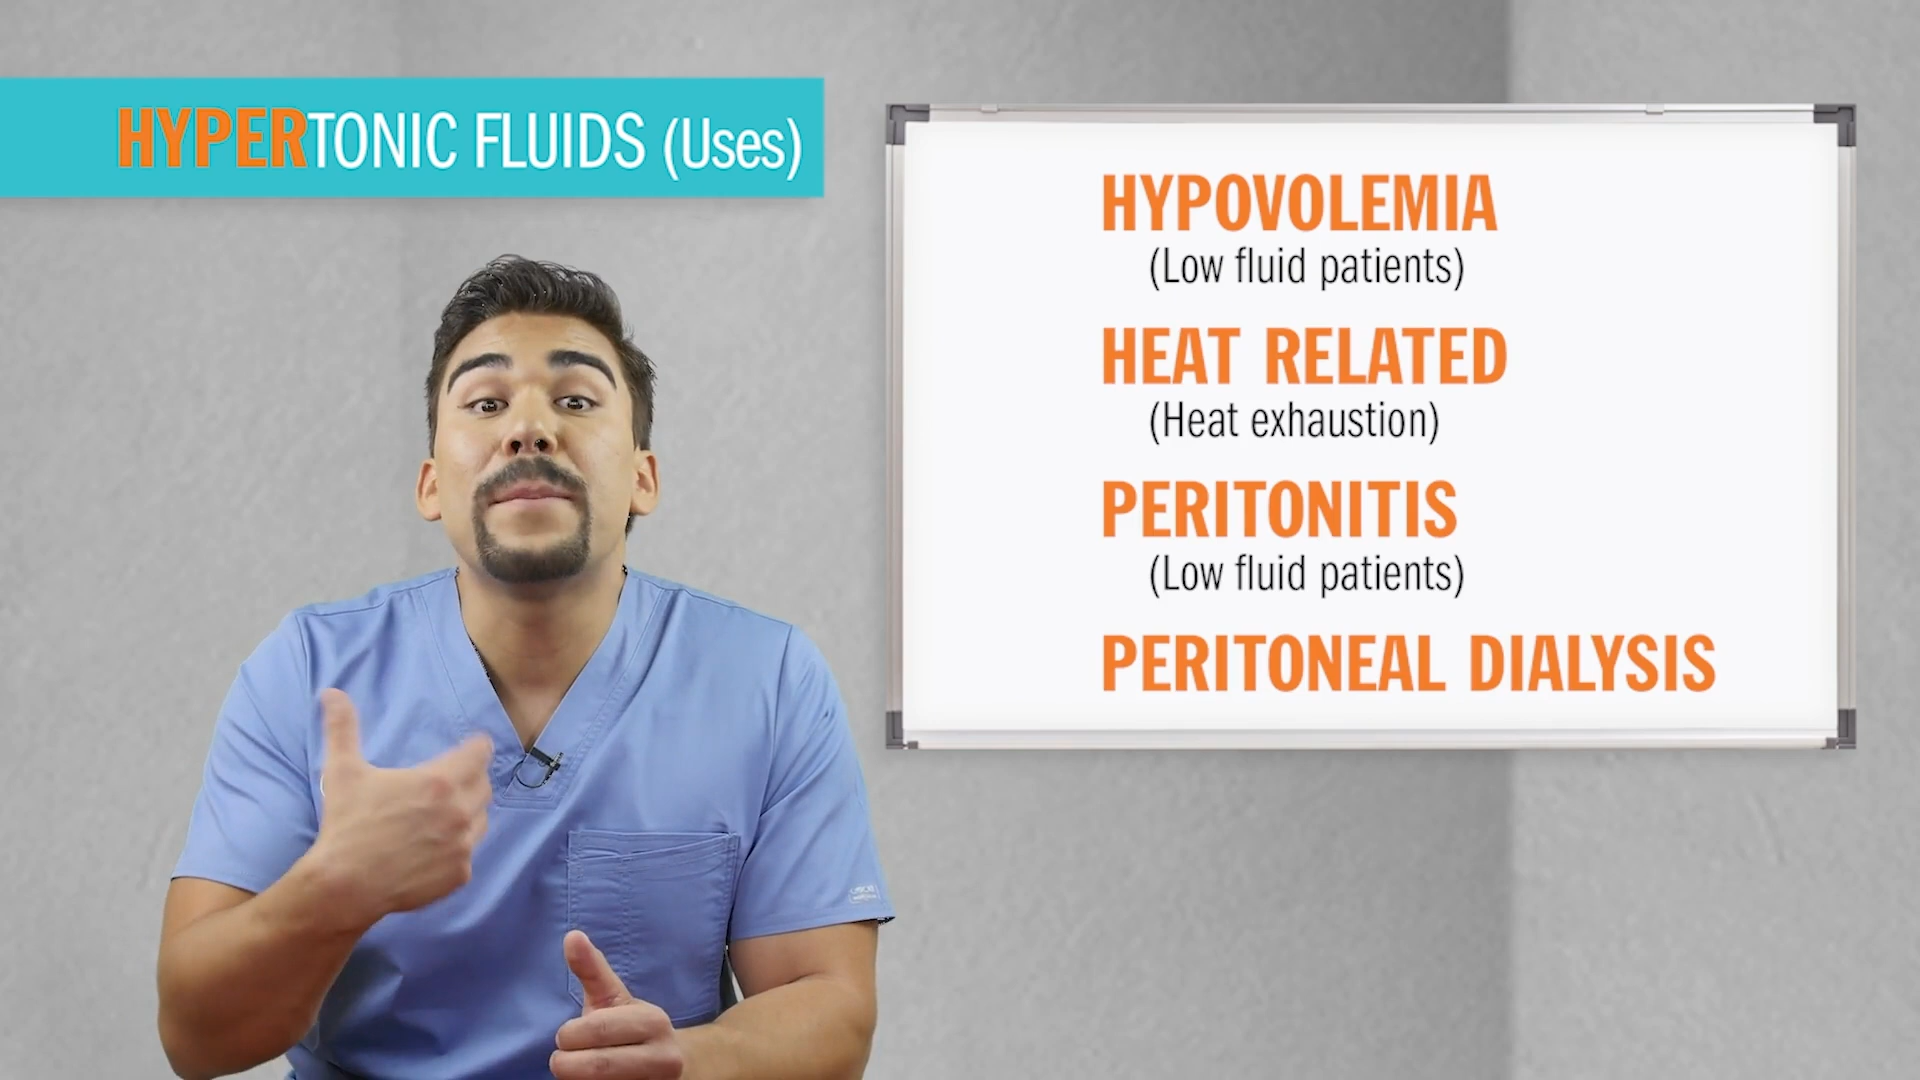 HYPERTONIC FLUIDS (Uses)
HYPOVOLEMIA
(Low fluid patients)
HEAT RELATED
(Heat exhaustion)
PERITONITIS
(Low fluid patients)
PERITONEAL DIALYSIS